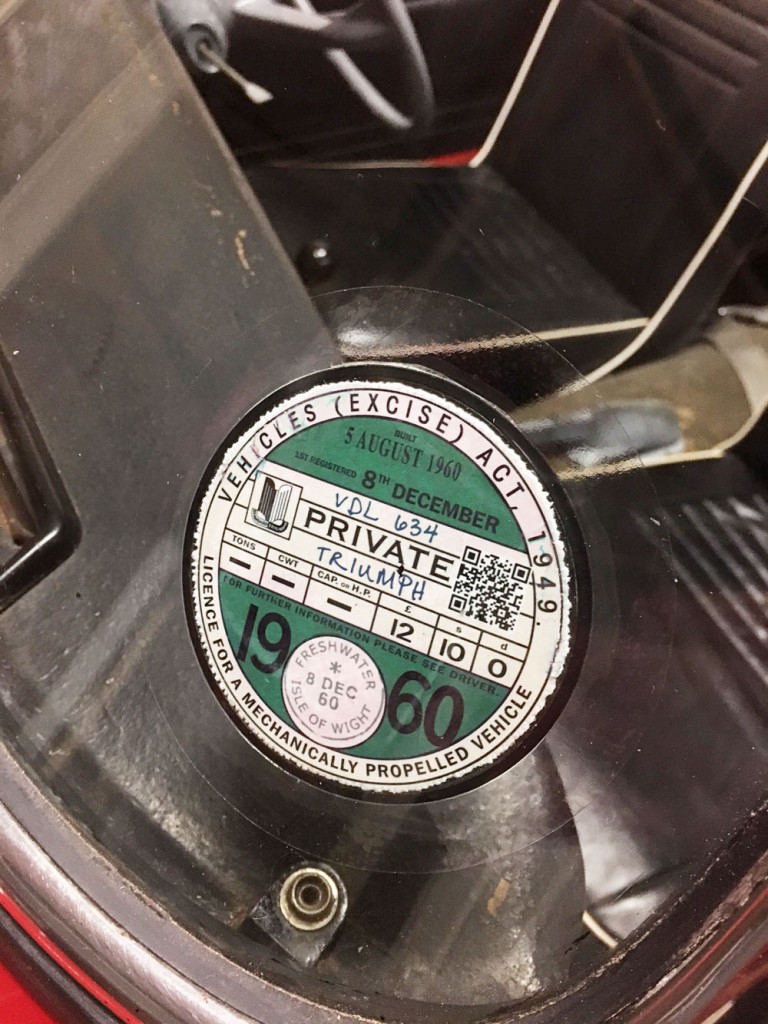 VEHICLES (EXCISE) ACT, 1949.
BUILT
5 AUGUST 1960
1ST REGISTERED 8TH DECEMBER
VDL 634
PRIVATE
TRIUMPH
TONS CWT CAP. OR H.P. £ s d
— — — 12 10 0
FOR FURTHER INFORMATION PLEASE SEE DRIVER.
19 60
FRESHWATER
*
8 DEC
60
ISLE OF WIGHT
LICENCE FOR A MECHANICALLY PROPELLED VEHICLE